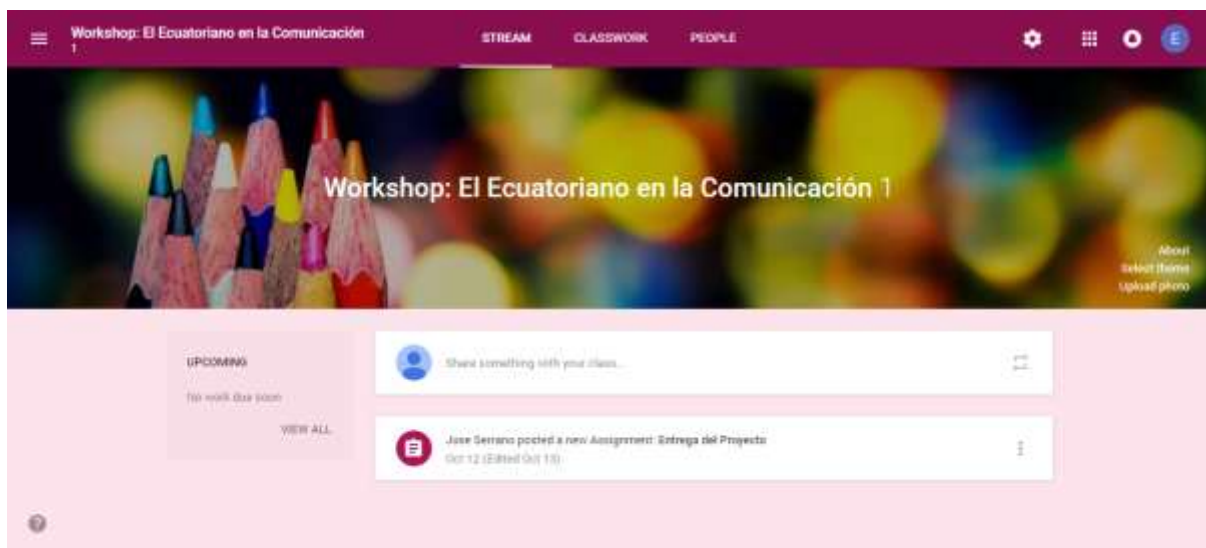 Workshop: El Ecuatoriano en la Comunicación
1
STREAM
CLASSWORK
PEOPLE
E
Workshop: El Ecuatoriano en la Comunicación 1
About
Select theme
Upload photo
UPCOMING
No work due soon
VIEW ALL
Share something with your class...
Jose Serrano posted a new Assignment: Entrega del Proyecto
Oct 12 (Edited Oct 13)
?